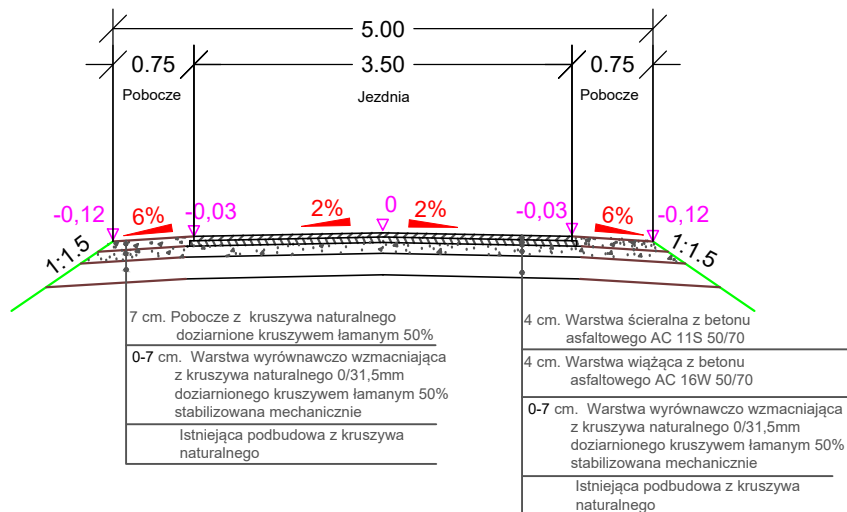 5.00
0.75 3.50 0.75
Pobocze Jezdnia Pobocze
-0,12 6% -0,03 2% 0 2% -0,03 6% -0,12
1:1.5 1:1.5
7 cm. Pobocze z kruszywa naturalnego
doziarnione kruszywem łamanym 50%
0-7 cm. Warstwa wyrównawczo wzmacniająca
z kruszywa naturalnego 0/31,5mm
doziarnionego kruszywem łamanym 50%
stabilizowana mechanicznie
Istniejąca podbudowa z kruszywa
naturalnego
4 cm. Warstwa ścieralna z betonu
asfaltowego AC 11S 50/70
4 cm. Warstwa wiążąca z betonu
asfaltowego AC 16W 50/70
0-7 cm. Warstwa wyrównawczo wzmacniająca
z kruszywa naturalnego 0/31,5mm
doziarnionego kruszywem łamanym 50%
stabilizowana mechanicznie
Istniejąca podbudowa z kruszywa
naturalnego